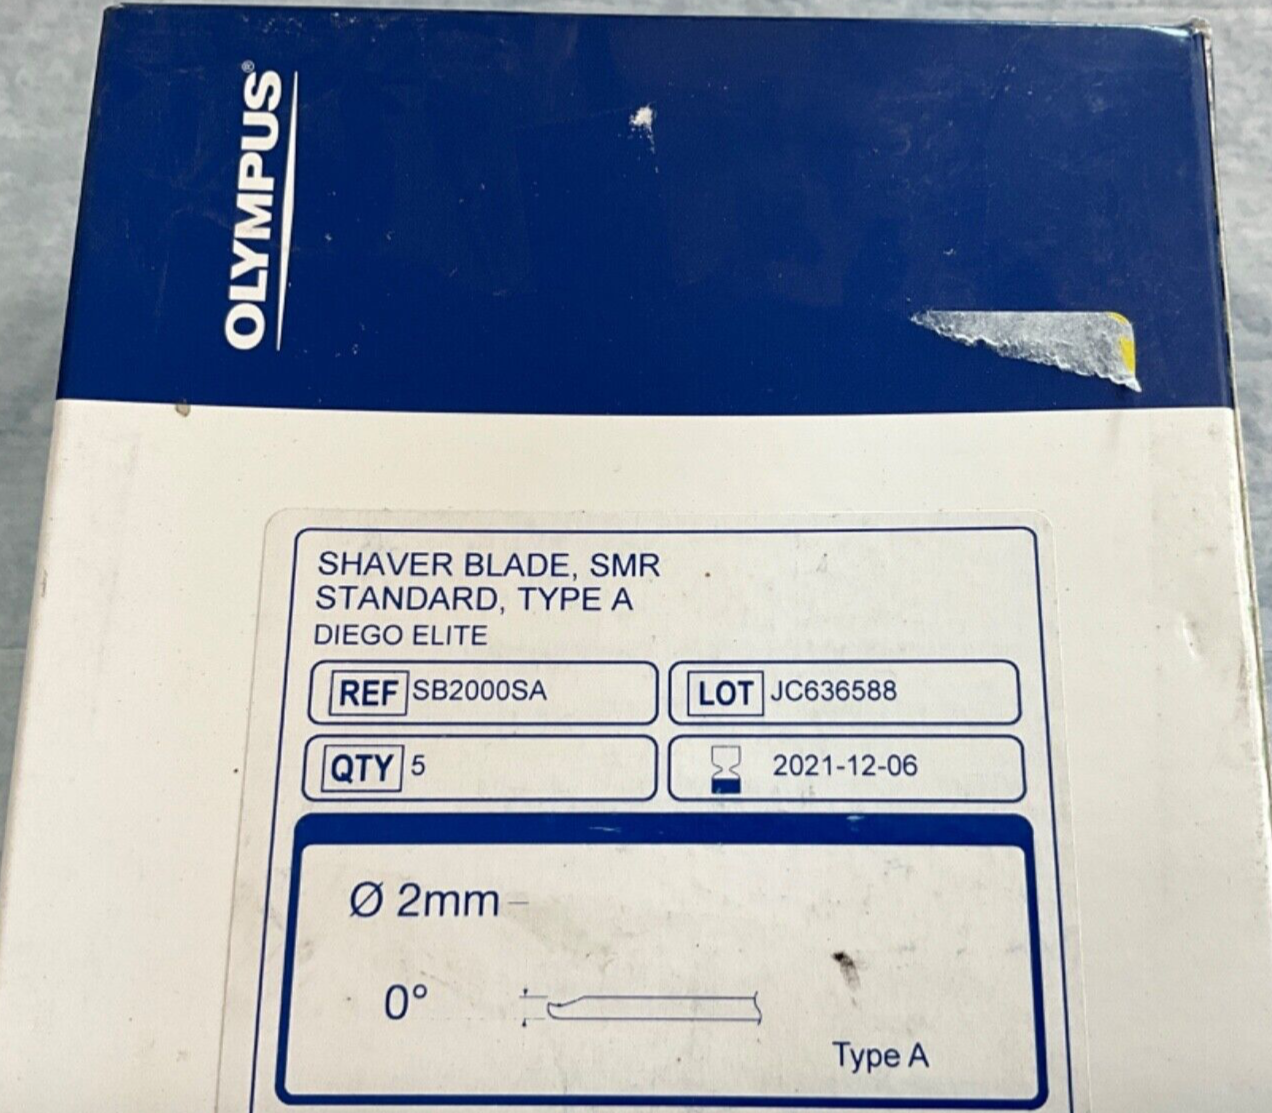 OLYMPUS®
SHAVER BLADE, SMR
STANDARD, TYPE A
DIEGO ELITE
REF SB2000SA
LOT JC636588
QTY 5
2021-12-06
Ø 2mm
0°
Type A